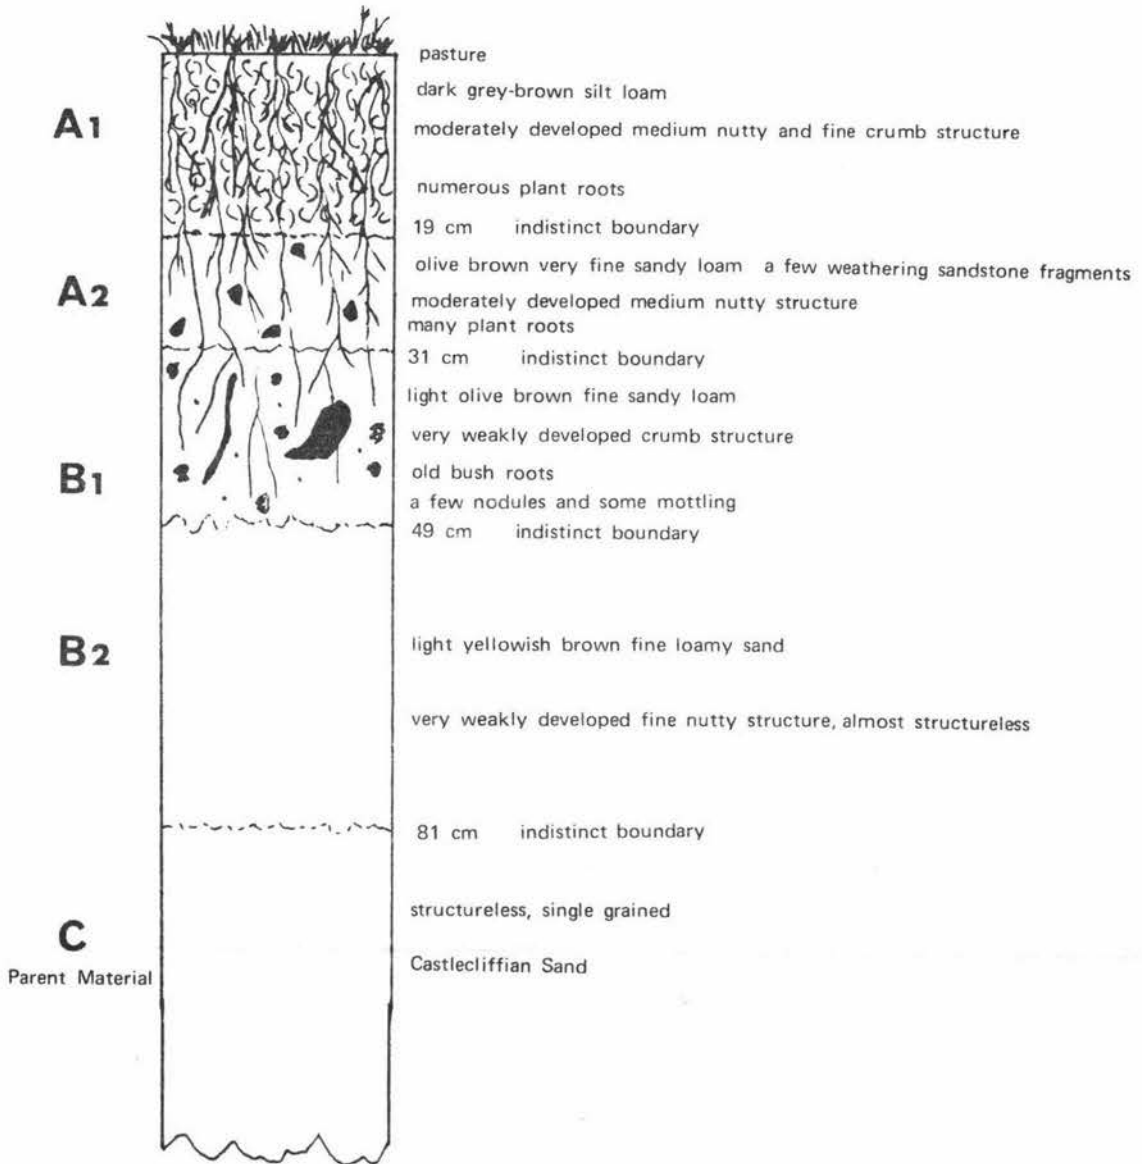 pasture
dark grey-brown silt loam
A1
moderately developed medium nutty and fine crumb structure
numerous plant roots
19 cm indistinct boundary
olive brown very fine sandy loam a few weathering sandstone fragments
A2
moderately developed medium nutty structure
many plant roots
31 cm indistinct boundary
light olive brown fine sandy loam
very weakly developed crumb structure
B1
old bush roots
a few nodules and some mottling
49 cm indistinct boundary
B2
light yellowish brown fine loamy sand
very weakly developed fine nutty structure, almost structureless
81 cm indistinct boundary
structureless, single grained
C
Parent Material
Castlecliffian Sand